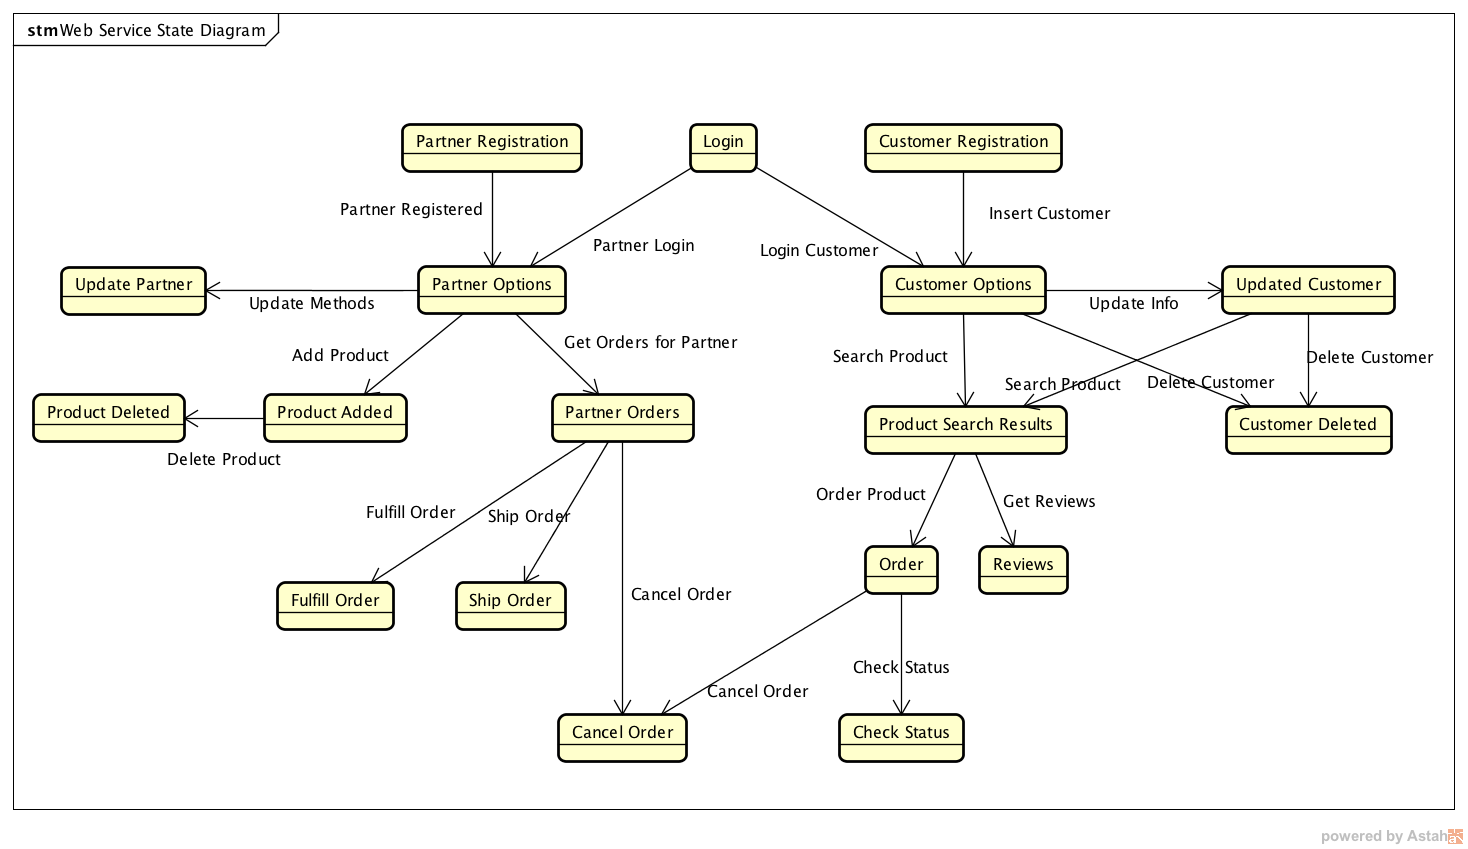 stm Web Service State Diagram
Partner Registration
Login
Customer Registration
Partner Registered
Insert Customer
Partner Login
Login Customer
Update Partner
Update Methods
Partner Options
Customer Options
Update Info
Updated Customer
Add Product
Get Orders for Partner
Search Product
Search Product
Delete Customer
Delete Customer
Product Deleted
Product Added
Partner Orders
Product Search Results
Customer Deleted
Delete Product
Fulfill Order
Ship Order
Order Product
Get Reviews
Order
Reviews
Fulfill Order
Ship Order
Cancel Order
Check Status
Cancel Order
Cancel Order
Check Status
powered by Astah